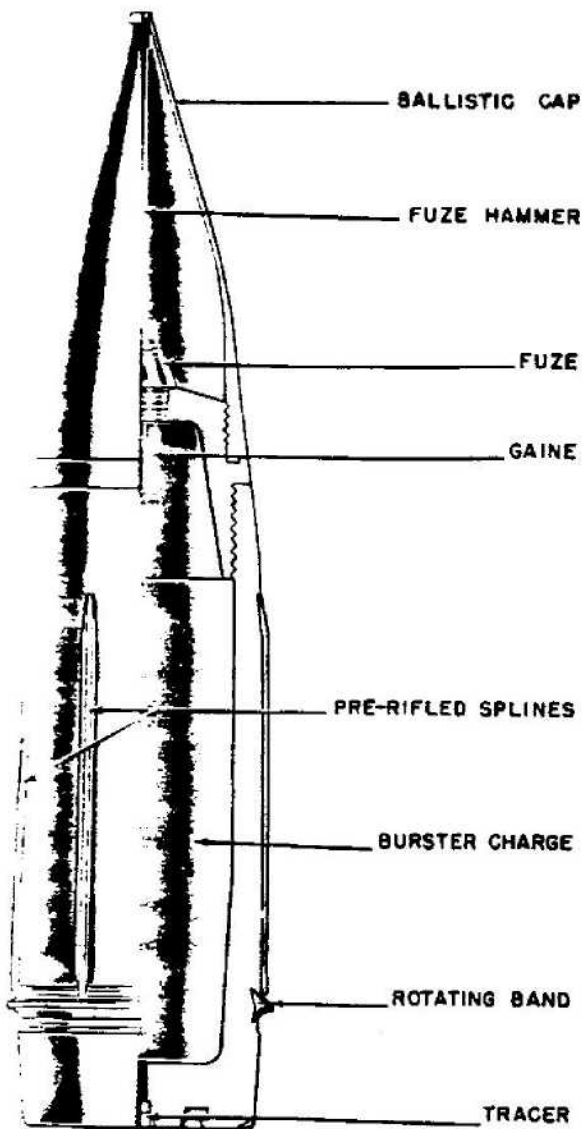 BALLISTIC CAP
FUZE HAMMER
FUZE
GAINE
PRE-RIFLED SPLINES
BURSTER CHARGE
ROTATING BAND
TRACER